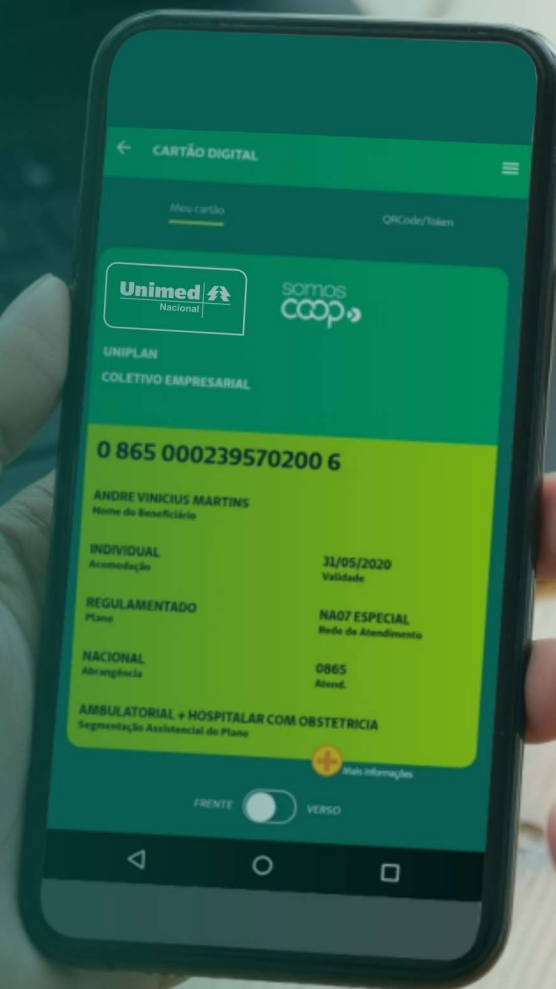 CARTÃO DIGITAL
Meu cartão
QRCode/Token
Unimed
Nacional
somos
coop
UNIPLAN
COLETIVO EMPRESARIAL
0 865 000239570200 6
ANDRE VINICIUS MARTINS
Nome do Beneficiário
INDIVIDUAL
Acomodação
31/05/2020
Validade
REGULAMENTADO
Plano
NA07 ESPECIAL
Rede de Atendimento
NACIONAL
Abrangência
0865
Atend.
AMBULATORIAL + HOSPITALAR COM OBSTETRICIA
Segmentação Assistencial do Plano
Mais Informações
FRENTE
VERSO